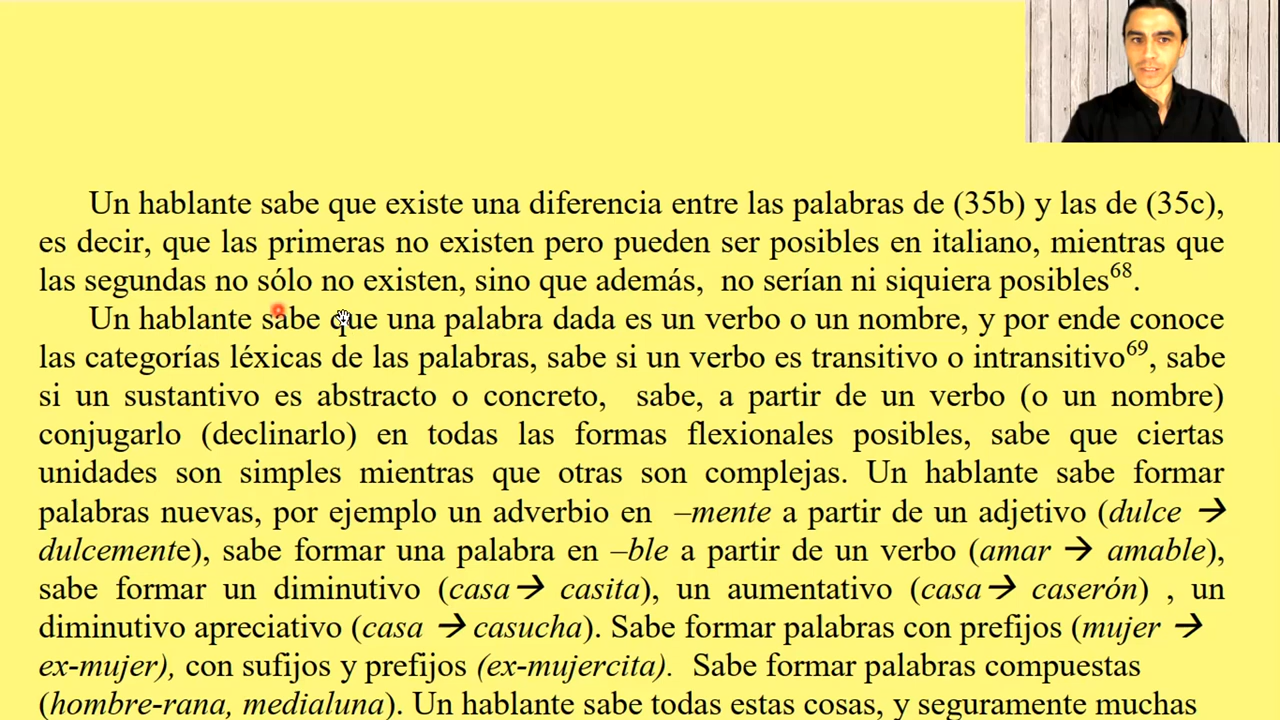 Un hablante sabe que existe una diferencia entre las palabras de (35b) y las de (35c),
es decir, que las primeras no existen pero pueden ser posibles en italiano, mientras que
las segundas no sólo no existen, sino que además,  no serían ni siquiera posibles68.
Un hablante sabe que una palabra dada es un verbo o un nombre, y por ende conoce
las categorías léxicas de las palabras, sabe si un verbo es transitivo o intransitivo69, sabe
si un sustantivo es abstracto o concreto,  sabe, a partir de un verbo (o un nombre)
conjugarlo (declinarlo) en todas las formas flexionales posibles, sabe que ciertas
unidades son simples mientras que otras son complejas. Un hablante sabe formar
palabras nuevas, por ejemplo un adverbio en –mente a partir de un adjetivo (dulce →
dulcemente), sabe formar una palabra en –ble a partir de un verbo (amar → amable),
sabe formar un diminutivo (casa→ casita), un aumentativo (casa→ caserón) , un
diminutivo apreciativo (casa → casucha). Sabe formar palabras con prefijos (mujer →
ex-mujer), con sufijos y prefijos (ex-mujercita).  Sabe formar palabras compuestas
(hombre-rana, medialuna). Un hablante sabe todas estas cosas, y seguramente muchas